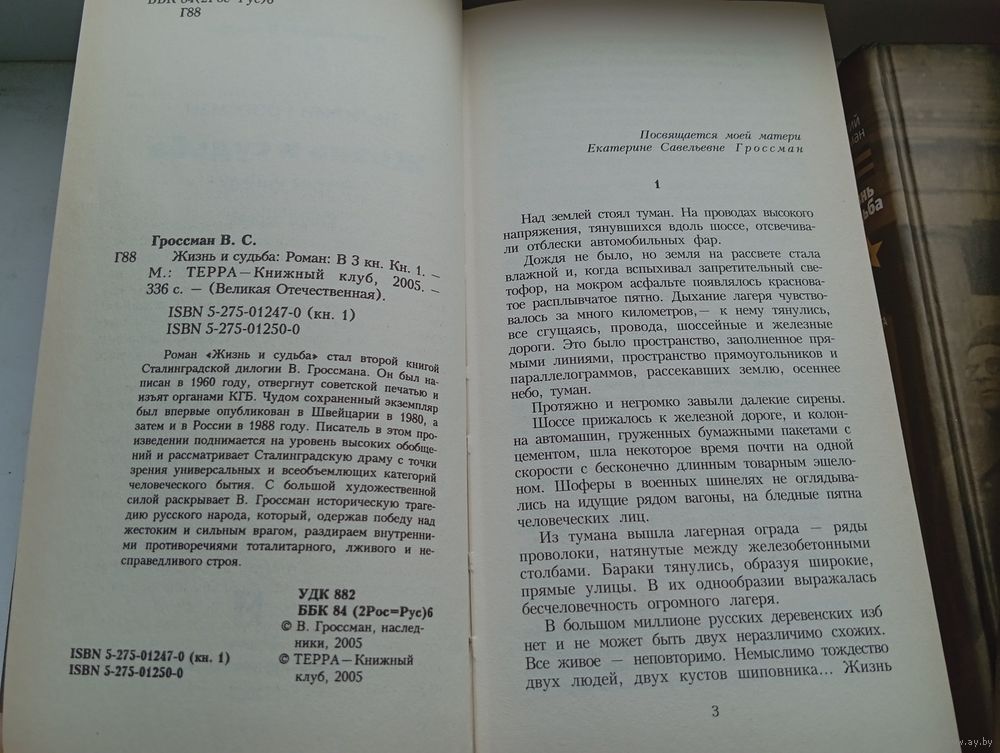 ББК 84(2Рос=Рус)6
Г88
Гроссман В. С.
Г88 Жизнь и судьба: Роман: В 3 кн. Кн. 1. –
М.: ТЕРРА—Книжный клуб, 2005. –
336 с. – (Великая Отечественная).
ISBN 5-275-01247-0 (кн. 1)
ISBN 5-275-01250-0
Роман «Жизнь и судьба» стал второй книгой
Сталинградской дилогии В. Гроссмана. Он был на-
писан в 1960 году, отвергнут советской печатью и
изъят органами КГБ. Чудом сохраненный экземпляр
был впервые опубликован в Швейцарии в 1980, а
затем и в России в 1988 году. Писатель в этом про-
изведении поднимается на уровень высоких обобще-
ний и рассматривает Сталинградскую драму с точки
зрения универсальных и всеобъемлющих категорий
человеческого бытия. С большой художественной
силой раскрывает В. Гроссман историческую траге-
дию русского народа, который, одержав победу над
жестоким и сильным врагом, раздираем внутренни-
ми противоречиями тоталитарного, лживого и не-
справедливого строя.
УДК 882
ББК 84 (2Рос=Рус)6
© В. Гроссман, наслед-
ники, 2005
© ТЕРРА—Книжный
клуб, 2005
ISBN 5-275-01247-0 (кн. 1)
ISBN 5-275-01250-0
Посвящается моей матери
Екатерине Савельевне Гроссман
1
Над землей стоял туман. На проводах высокого
напряжения, тянувшихся вдоль шоссе, отсвечива-
ли отблески автомобильных фар.
Дождя не было, но земля на рассвете стала
влажной и, когда вспыхивал запретительный све-
тофор, на мокром асфальте появлялось краснова-
тое расплывчатое пятно. Дыхание лагеря чувство-
валось за много километров,— к нему тянулись,
все сгущаясь, провода, шоссейные и железные
дороги. Это было пространство, заполненное пря-
мыми линиями, пространство прямоугольников и
параллелограммов, рассекавших землю, осеннее
небо, туман.
Протяжно и негромко завыли далекие сирены.
Шоссе прижалось к железной дороге, и колон-
на автомашин, груженных бумажными пакетами с
цементом, шла некоторое время почти на одной
скорости с бесконечно длинным товарным эшело-
ном. Шоферы в военных шинелях не оглядыва-
лись на идущие рядом вагоны, на бледные пятна
человеческих лиц.
Из тумана вышла лагерная ограда — ряды
проволоки, натянутые между железобетонными
столбами. Бараки тянулись, образуя широкие,
прямые улицы. В их однообразии выражалась
бесчеловечность огромного лагеря.
В большом миллионе русских деревенских изб
нет и не может быть двух неразличимо схожих.
Все живое — неповторимо. Немыслимо тождество
двух людей, двух кустов шиповника... Жизнь
3